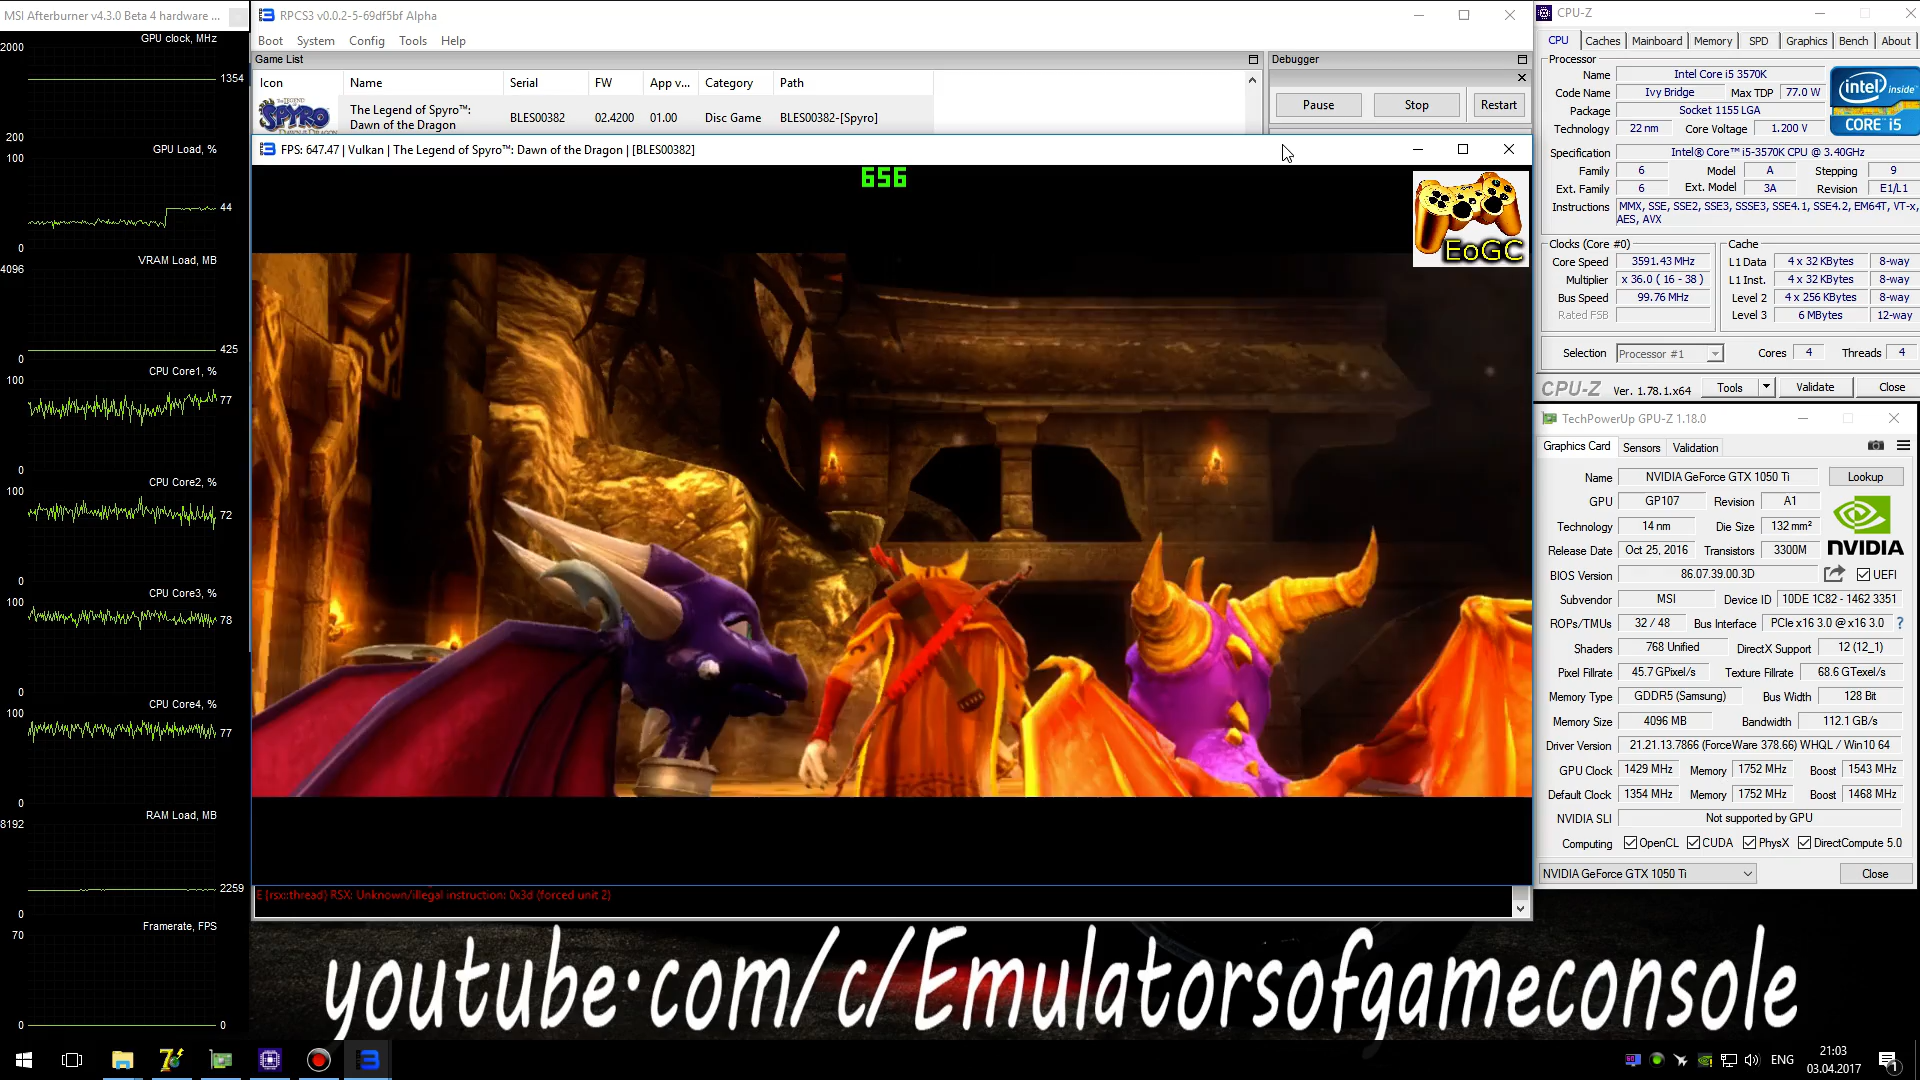 MSI Afterburner v4.3.0 Beta 4 hardware ...
GPU clock, MHz
2000
1354
200
GPU Load, %
100
44
0
VRAM Load, MB
4096
425
0
CPU Core1, %
100
77
0
CPU Core2, %
100
72
0
CPU Core3, %
100
78
0
CPU Core4, %
100
77
0
RAM Load, MB
8192
2259
0
Framerate, FPS
70
0
0
RPCS3 v0.0.2-5-69df5bf Alpha
Boot System Config Tools Help
Game List
Icon Name Serial FW App v... Category Path
SPYRO The Legend of Spyro™: Dawn of the Dragon BLES00382 02.4200 01.00 Disc Game BLES00382-[Spyro]
Debugger
Pause Stop Restart
FPS: 647.47 | Vulkan | The Legend of Spyro™: Dawn of the Dragon | [BLES00382]
656
EoGC
E {rsx::thread} RSX: Unknown/illegal instruction: 0x3d (forced unit 2)
youtube.com/c/Emulatorsofgameconsole
CPU-Z
CPU Caches Mainboard Memory SPD Graphics Bench About
Processor
Name Intel Core i5 3570K
Code Name Ivy Bridge Max TDP 77.0 W
Package Socket 1155 LGA
Technology 22 nm Core Voltage 1.200 V
intel inside™
CORE i5
Specification Intel® Core™ i5-3570K CPU @ 3.40GHz
Family 6 Model A Stepping 9
Ext. Family 6 Ext. Model 3A Revision E1/L1
Instructions MMX, SSE, SSE2, SSE3, SSSE3, SSE4.1, SSE4.2, EM64T, VT-x,
AES, AVX
Clocks (Core #0) Cache
Core Speed 3591.43 MHz L1 Data 4 x 32 KBytes 8-way
Multiplier x 36.0 ( 16 - 38 ) L1 Inst. 4 x 32 KBytes 8-way
Bus Speed 99.76 MHz Level 2 4 x 256 KBytes 8-way
Rated FSB Level 3 6 MBytes 12-way
Selection Processor #1 Cores 4 Threads 4
CPU-Z Ver. 1.78.1.x64 Tools Validate Close
TechPowerUp GPU-Z 1.18.0
Graphics Card Sensors Validation
Name NVIDIA GeForce GTX 1050 Ti Lookup
GPU GP107 Revision A1
Technology 14 nm Die Size 132 mm²
Release Date Oct 25, 2016 Transistors 3300M
NVIDIA
BIOS Version 86.07.39.00.3D UEFI
Subvendor MSI Device ID 10DE 1C82 - 1462 3351
ROPs/TMUs 32 / 48 Bus Interface PCIe x16 3.0 @ x16 3.0 ?
Shaders 768 Unified DirectX Support 12 (12_1)
Pixel Fillrate 45.7 GPixel/s Texture Fillrate 68.6 GTexel/s
Memory Type GDDR5 (Samsung) Bus Width 128 Bit
Memory Size 4096 MB Bandwidth 112.1 GB/s
Driver Version 21.21.13.7866 (ForceWare 378.66) WHQL / Win10 64
GPU Clock 1429 MHz Memory 1752 MHz Boost 1543 MHz
Default Clock 1354 MHz Memory 1752 MHz Boost 1468 MHz
NVIDIA SLI Not supported by GPU
Computing OpenCL CUDA PhysX DirectCompute 5.0
NVIDIA GeForce GTX 1050 Ti Close
ENG
21:03
03.04.2017
1